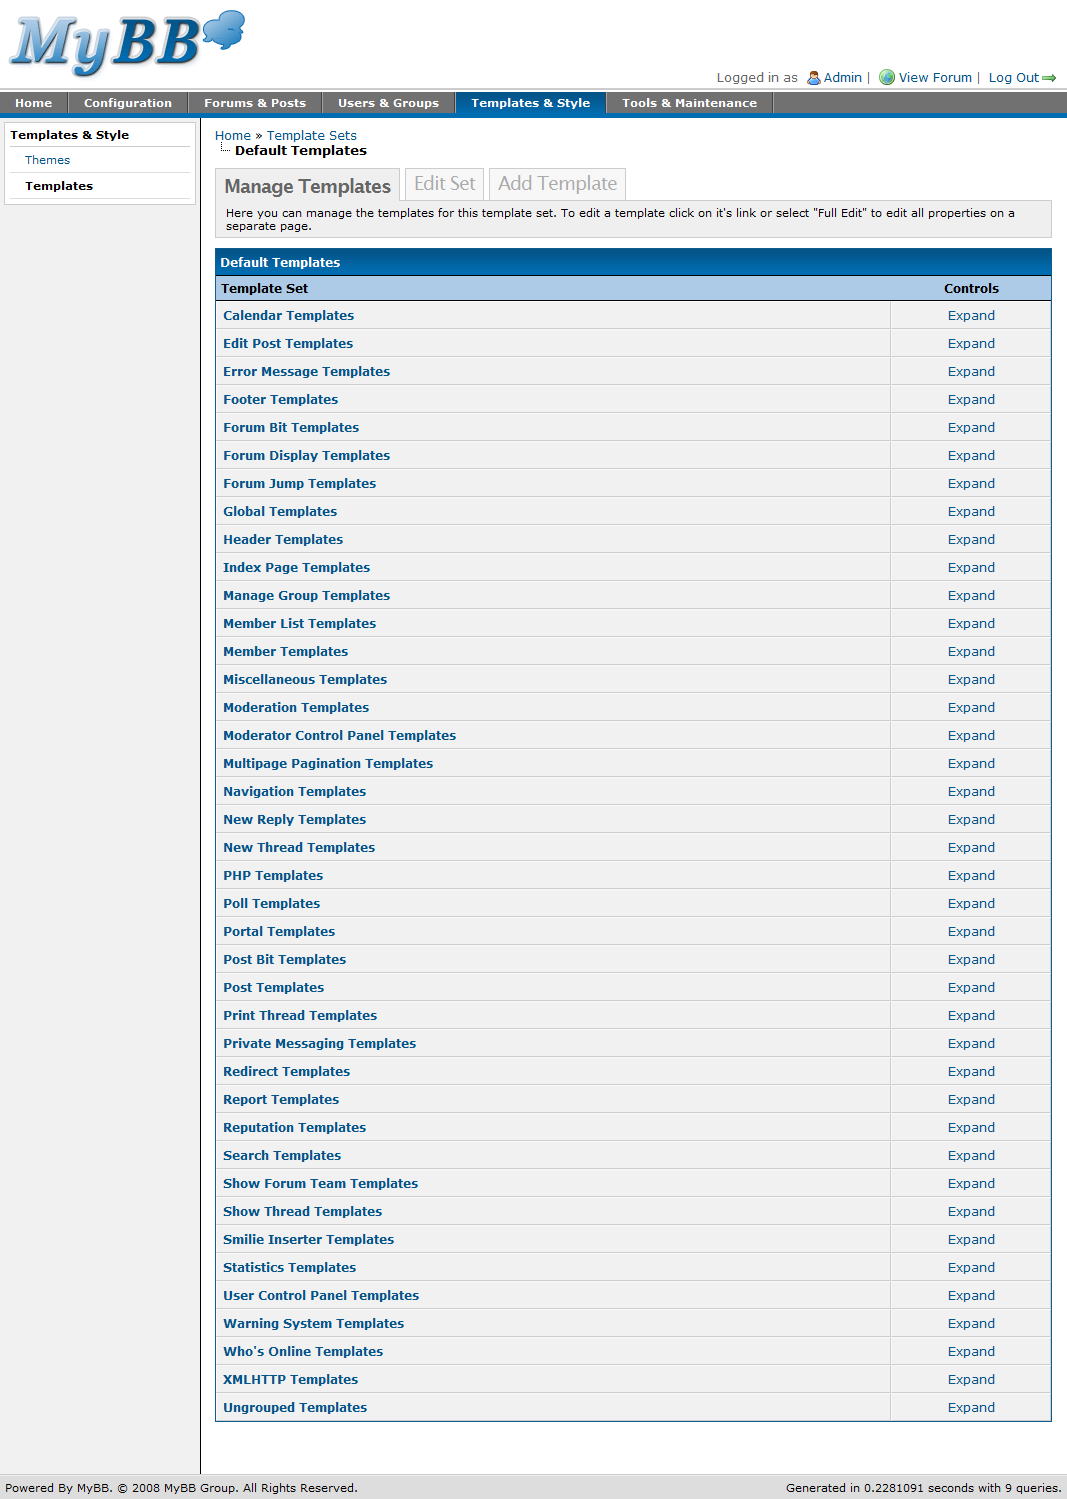 MyBB
Logged in as Admin | View Forum | Log Out
Home Configuration Forums & Posts Users & Groups Templates & Style Tools & Maintenance
Templates & Style
Themes
Templates
Home » Template Sets
Default Templates
Manage Templates Edit Set Add Template
Here you can manage the templates for this template set. To edit a template click on it's link or select "Full Edit" to edit all properties on a
separate page.
Default Templates
Template Set Controls
Calendar Templates Expand
Edit Post Templates Expand
Error Message Templates Expand
Footer Templates Expand
Forum Bit Templates Expand
Forum Display Templates Expand
Forum Jump Templates Expand
Global Templates Expand
Header Templates Expand
Index Page Templates Expand
Manage Group Templates Expand
Member List Templates Expand
Member Templates Expand
Miscellaneous Templates Expand
Moderation Templates Expand
Moderator Control Panel Templates Expand
Multipage Pagination Templates Expand
Navigation Templates Expand
New Reply Templates Expand
New Thread Templates Expand
PHP Templates Expand
Poll Templates Expand
Portal Templates Expand
Post Bit Templates Expand
Post Templates Expand
Print Thread Templates Expand
Private Messaging Templates Expand
Redirect Templates Expand
Report Templates Expand
Reputation Templates Expand
Search Templates Expand
Show Forum Team Templates Expand
Show Thread Templates Expand
Smilie Inserter Templates Expand
Statistics Templates Expand
User Control Panel Templates Expand
Warning System Templates Expand
Who's Online Templates Expand
XMLHTTP Templates Expand
Ungrouped Templates Expand
Powered By MyBB. © 2008 MyBB Group. All Rights Reserved. Generated in 0.2281091 seconds with 9 queries.